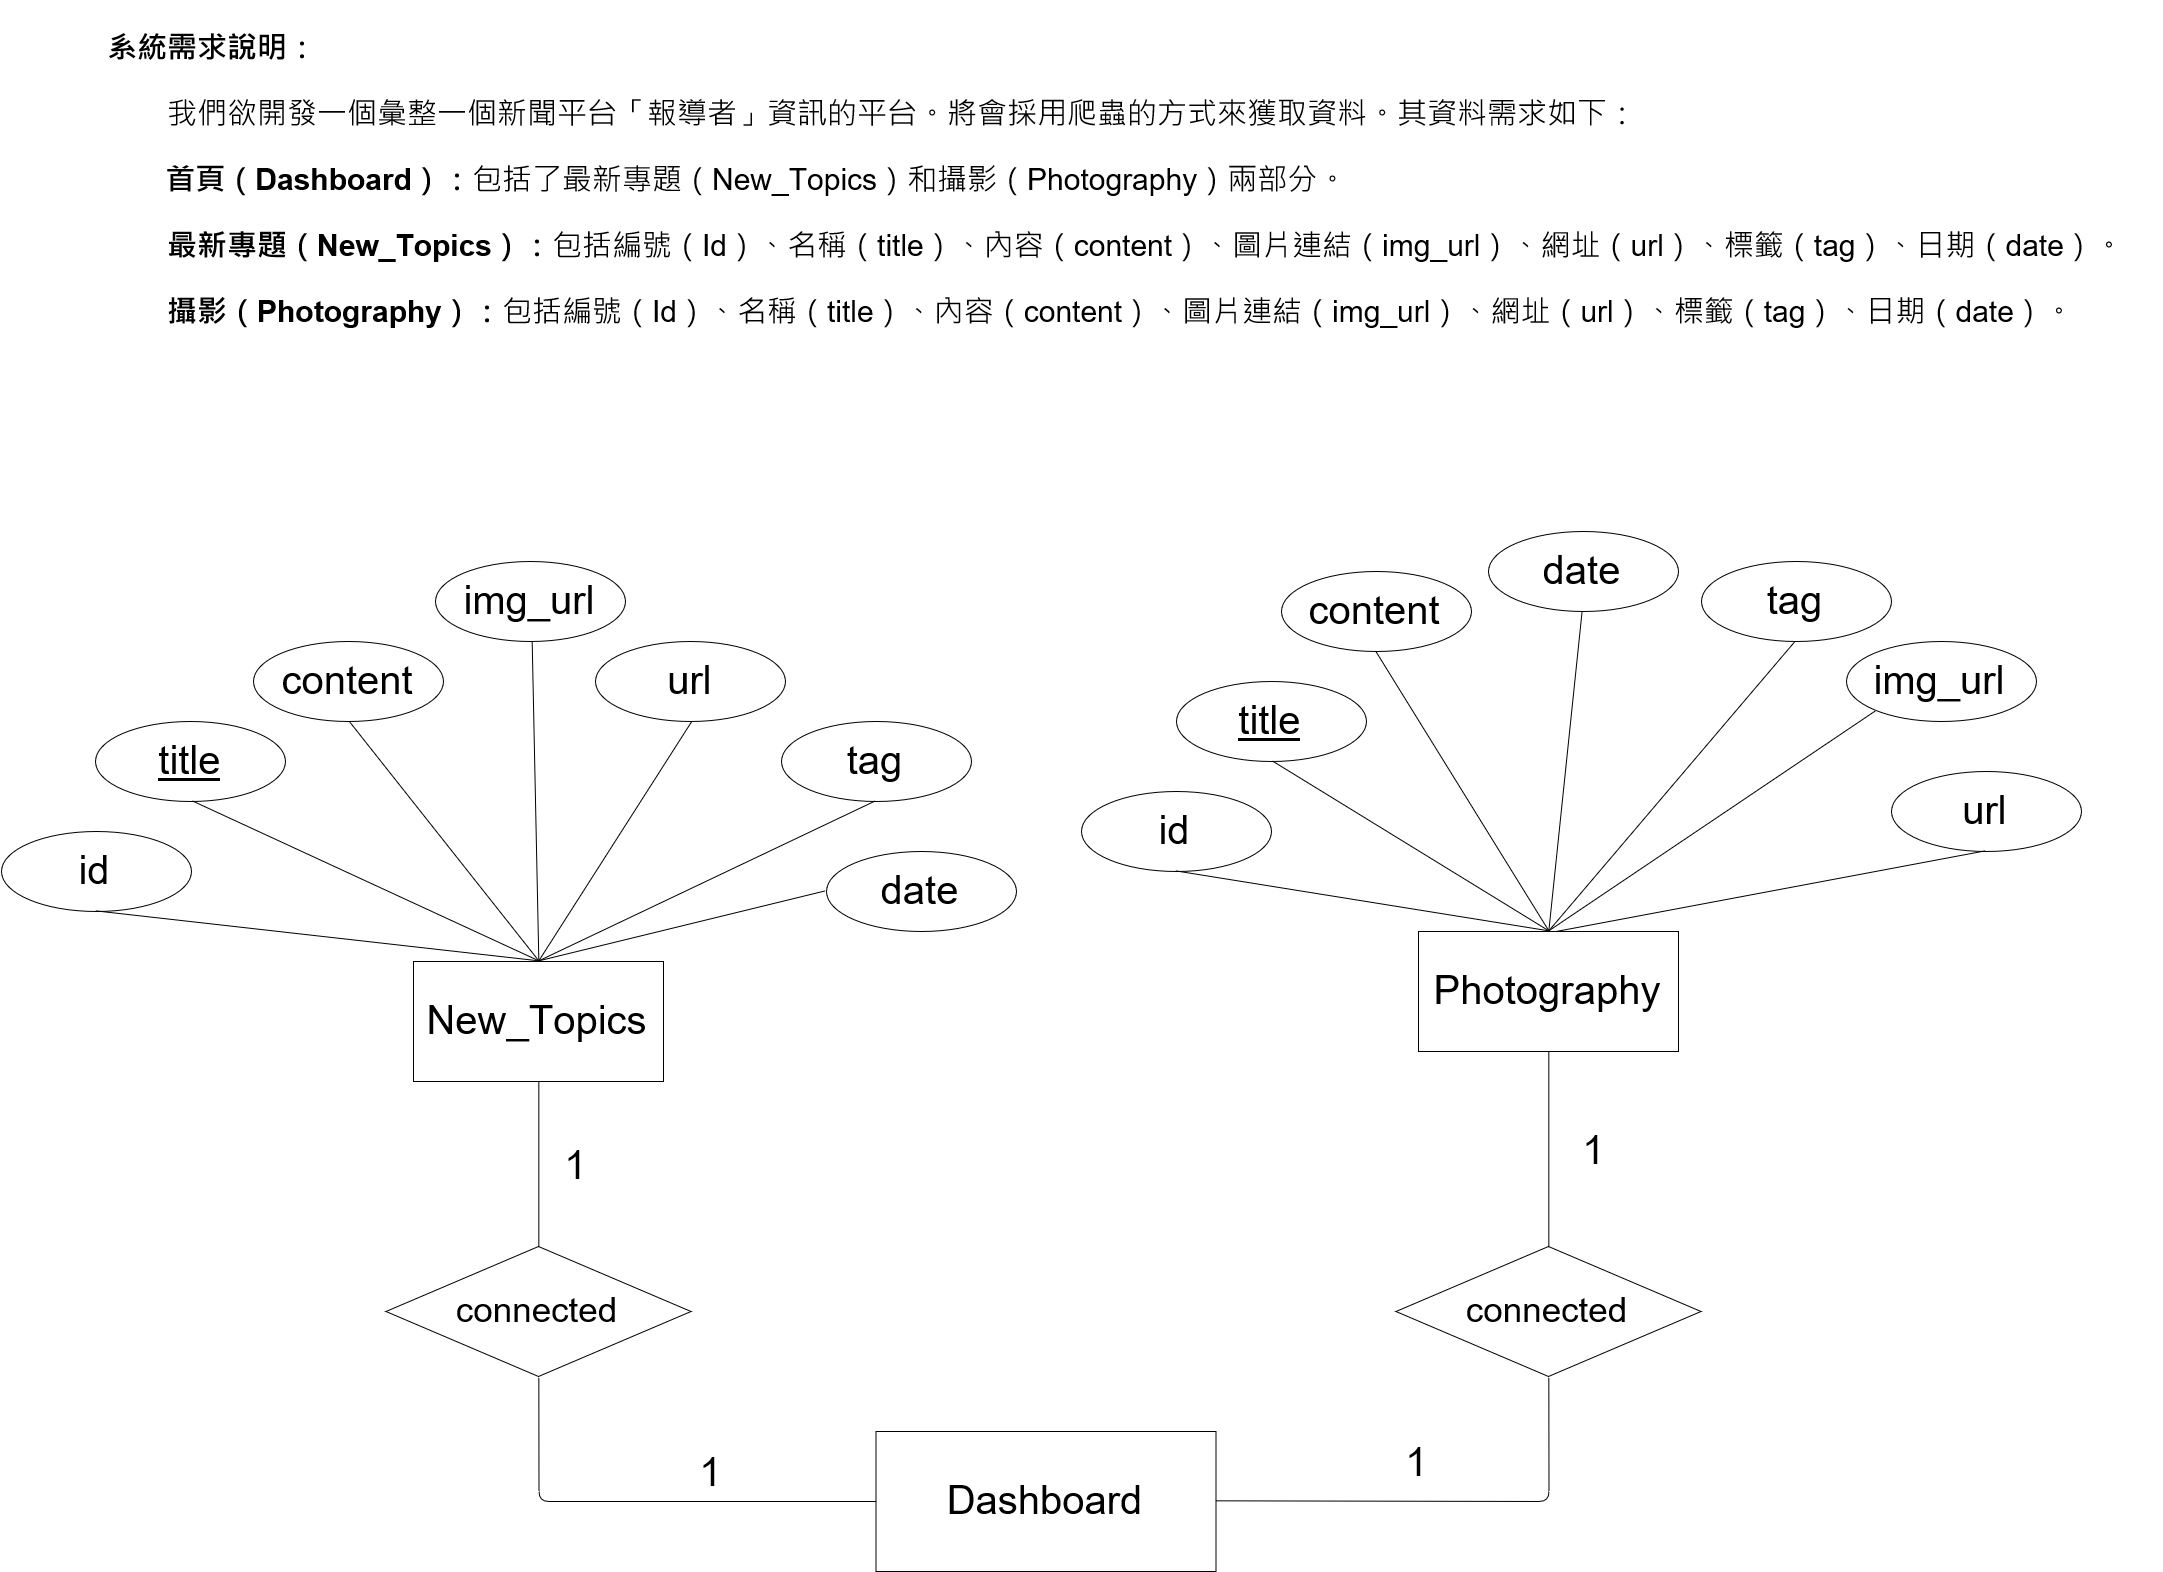 系統需求說明：
我們欲開發一個彙整一個新聞平台「報導者」資訊的平台。將會採用爬蟲的方式來獲取資料。其資料需求如下：
首頁（Dashboard）：包括了最新專題（New_Topics）和攝影（Photography）兩部分。
最新專題（New_Topics）：包括編號（Id）、名稱（title）、內容（content）、圖片連結（img_url）、網址（url）、標籤（tag）、日期（date）。
攝影（Photography）：包括編號（Id）、名稱（title）、內容（content）、圖片連結（img_url）、網址（url）、標籤（tag）、日期（date）。
img_url
content
url
title
tag
id
date
New_Topics
date
content
tag
title
img_url
id
url
Photography
1
1
connected
connected
1
1
Dashboard